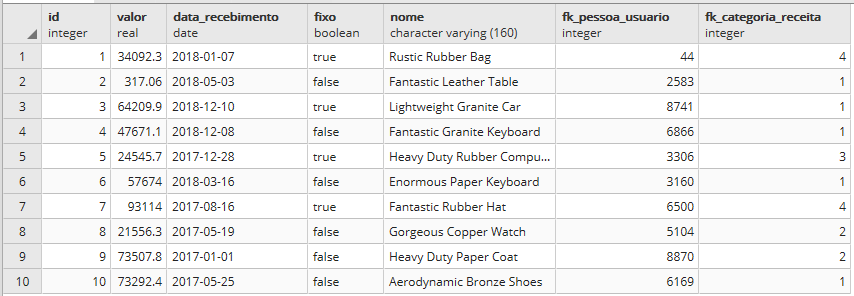 id valor data_recebimento fixo nome fk_pessoa_usuario fk_categoria_receita
integer real date boolean character varying (160) integer integer
1 1 34092.3 2018-01-07 true Rustic Rubber Bag 44 4
2 2 317.06 2018-05-03 false Fantastic Leather Table 2583 1
3 3 64209.9 2018-12-10 true Lightweight Granite Car 8741 1
4 4 47671.1 2018-12-08 false Fantastic Granite Keyboard 6866 1
5 5 24545.7 2017-12-28 true Heavy Duty Rubber Compu... 3306 3
6 6 57674 2018-03-16 false Enormous Paper Keyboard 3160 1
7 7 93114 2017-08-16 true Fantastic Rubber Hat 6500 4
8 8 21556.3 2017-05-19 false Gorgeous Copper Watch 5104 2
9 9 73507.8 2017-01-01 false Heavy Duty Paper Coat 8870 2
10 10 73292.4 2017-05-25 false Aerodynamic Bronze Shoes 6169 1